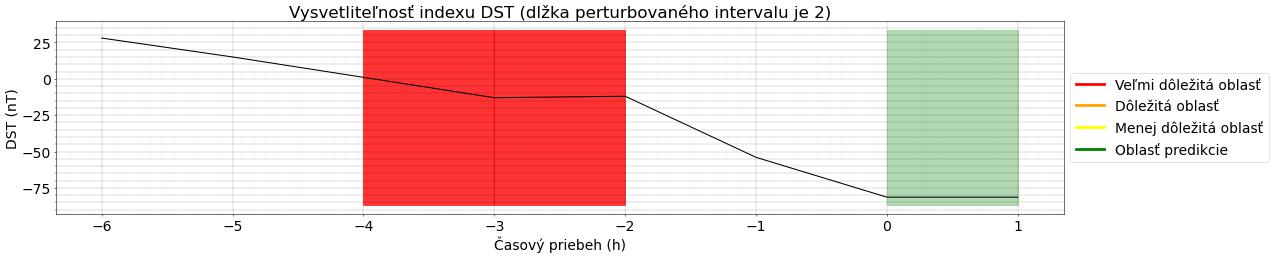 Vysvetliteľnosť indexu DST (dlžka perturbovaného intervalu je 2)
DST (nT)
25
0
−25
−50
−75
−6 −5 −4 −3 −2 −1 0 1
Časový priebeh (h)
Veľmi dôležitá oblasť
Dôležitá oblasť
Menej dôležitá oblasť
Oblasť predikcie